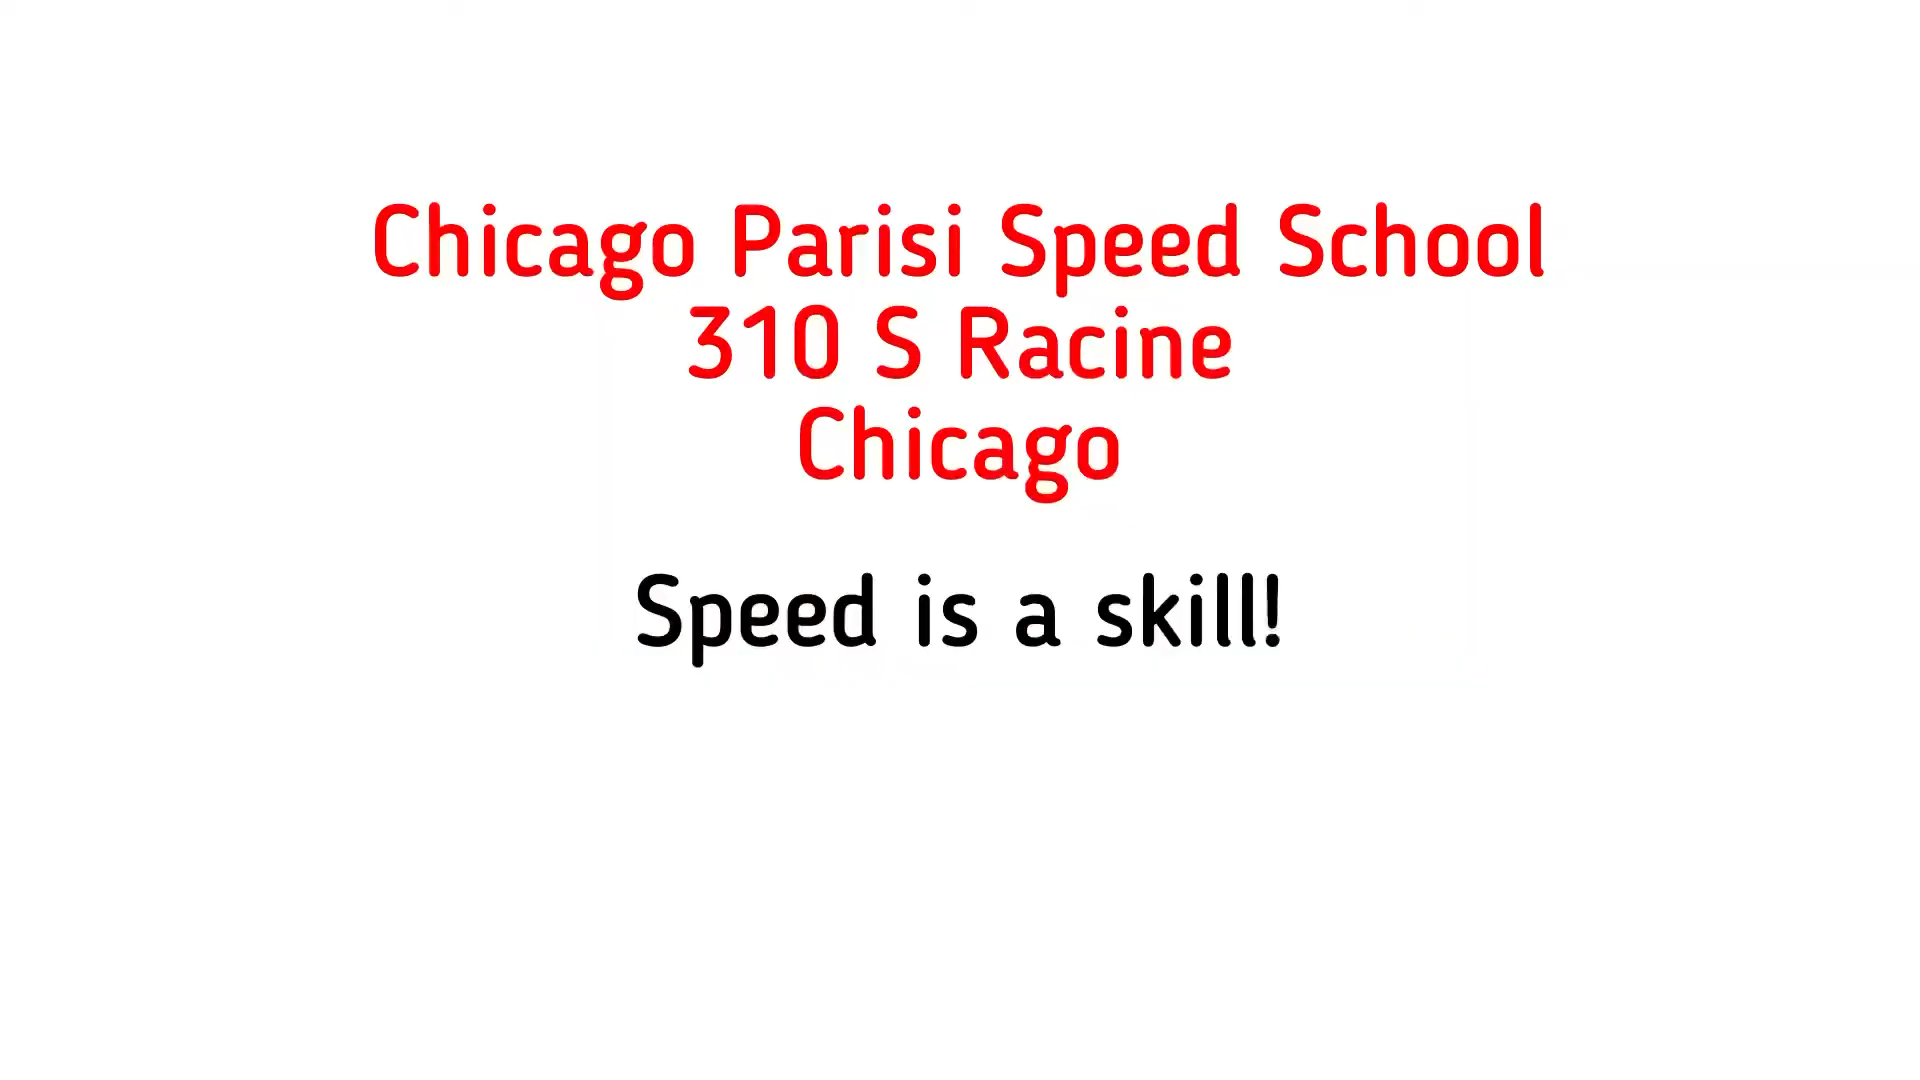 Chicago Parisi Speed School
310 S Racine
Chicago
Speed is a skill!